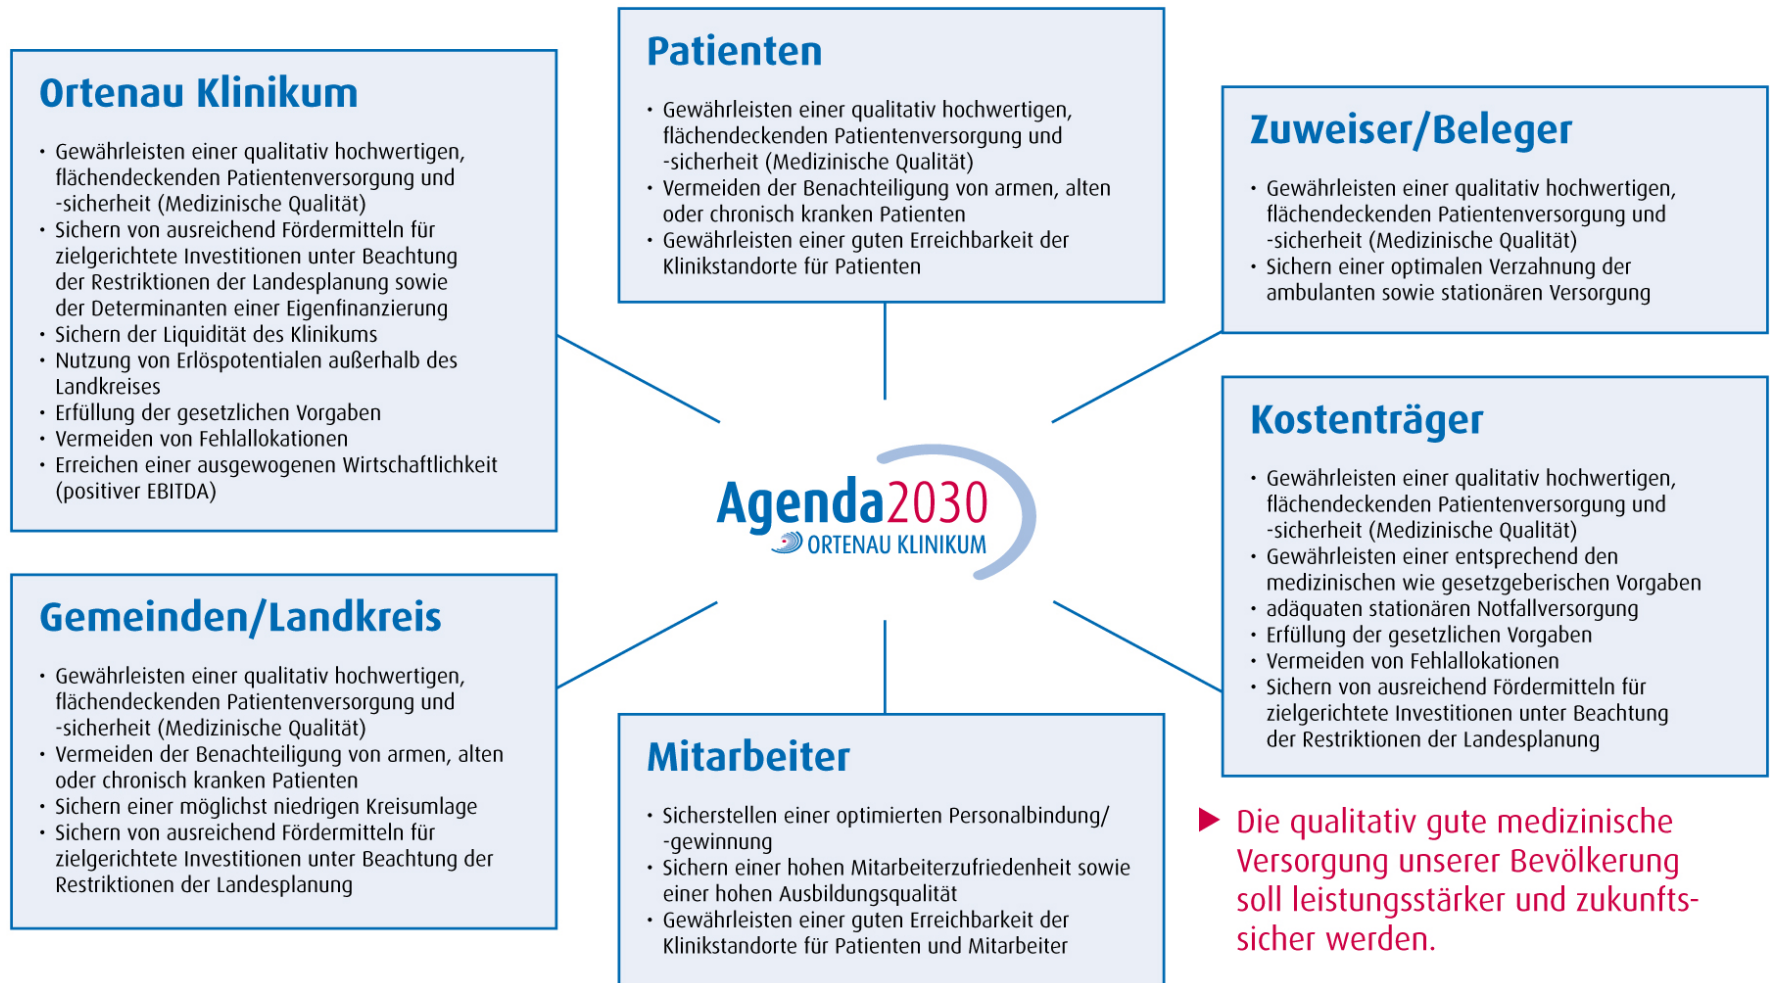 Ortenau Klinikum
• Gewährleisten einer qualitativ hochwertigen,
flächendeckenden Patientenversorgung und
-sicherheit (Medizinische Qualität)
• Sichern von ausreichend Fördermitteln für
zielgerichtete Investitionen unter Beachtung
der Restriktionen der Landesplanung sowie
der Determinanten einer Eigenfinanzierung
• Sichern der Liquidität des Klinikums
• Nutzung von Erlöspotentialen außerhalb des
Landkreises
• Erfüllung der gesetzlichen Vorgaben
• Vermeiden von Fehlallokationen
• Erreichen einer ausgewogenen Wirtschaftlichkeit
(positiver EBITDA)
Patienten
• Gewährleisten einer qualitativ hochwertigen,
flächendeckenden Patientenversorgung und
-sicherheit (Medizinische Qualität)
• Vermeiden der Benachteiligung von armen, alten
oder chronisch kranken Patienten
• Gewährleisten einer guten Erreichbarkeit der
Klinikstandorte für Patienten
Zuweiser/Beleger
• Gewährleisten einer qualitativ hochwertigen,
flächendeckenden Patientenversorgung und
-sicherheit (Medizinische Qualität)
• Sichern einer optimalen Verzahnung der
ambulanten sowie stationären Versorgung
Agenda2030
ORTENAU KLINIKUM
Kostenträger
• Gewährleisten einer qualitativ hochwertigen,
flächendeckenden Patientenversorgung und
-sicherheit (Medizinische Qualität)
• Gewährleisten einer entsprechend den
medizinischen wie gesetzgeberischen Vorgaben
• adäquaten stationären Notfallversorgung
• Erfüllung der gesetzlichen Vorgaben
• Vermeiden von Fehlallokationen
• Sichern von ausreichend Fördermitteln für
zielgerichtete Investitionen unter Beachtung
der Restriktionen der Landesplanung
Gemeinden/Landkreis
• Gewährleisten einer qualitativ hochwertigen,
flächendeckenden Patientenversorgung und
-sicherheit (Medizinische Qualität)
• Vermeiden der Benachteiligung von armen, alten
oder chronisch kranken Patienten
• Sichern einer möglichst niedrigen Kreisumlage
• Sichern von ausreichend Fördermitteln für
zielgerichtete Investitionen unter Beachtung der
Restriktionen der Landesplanung
Mitarbeiter
• Sicherstellen einer optimierten Personalbindung/
-gewinnung
• Sichern einer hohen Mitarbeiterzufriedenheit sowie
einer hohen Ausbildungsqualität
• Gewährleisten einer guten Erreichbarkeit der
Klinikstandorte für Patienten und Mitarbeiter
▶ Die qualitativ gute medizinische
Versorgung unserer Bevölkerung
soll leistungsstärker und zukunfts-
sicher werden.